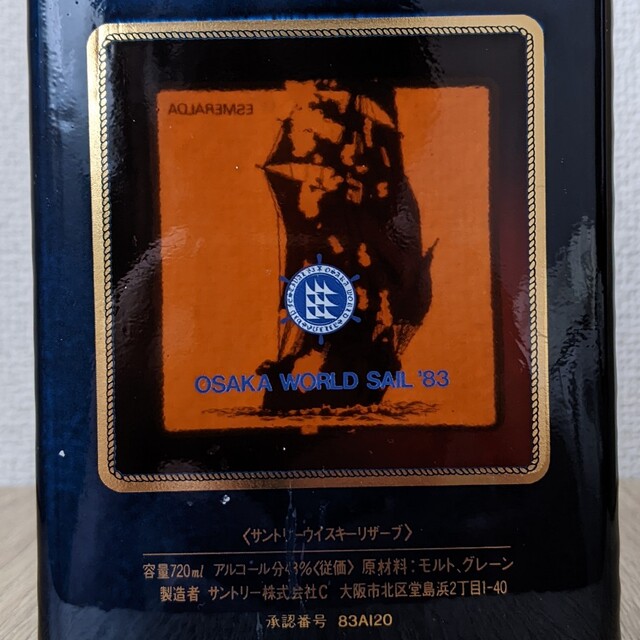 ESMERALDA
OSAKA WORLD SAIL '83
〈サントリーウイスキーリザーブ〉
容量720ml アルコール分43%〈従価〉 原材料:モルト、グレーン
製造者 サントリー株式会社C 大阪市北区堂島浜2丁目1-40
承認番号 83AI20